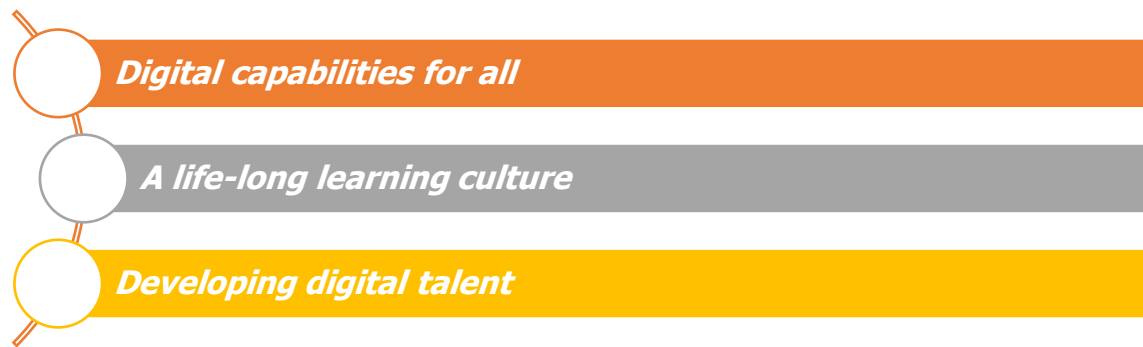 Digital capabilities for all
A life-long learning culture
Developing digital talent